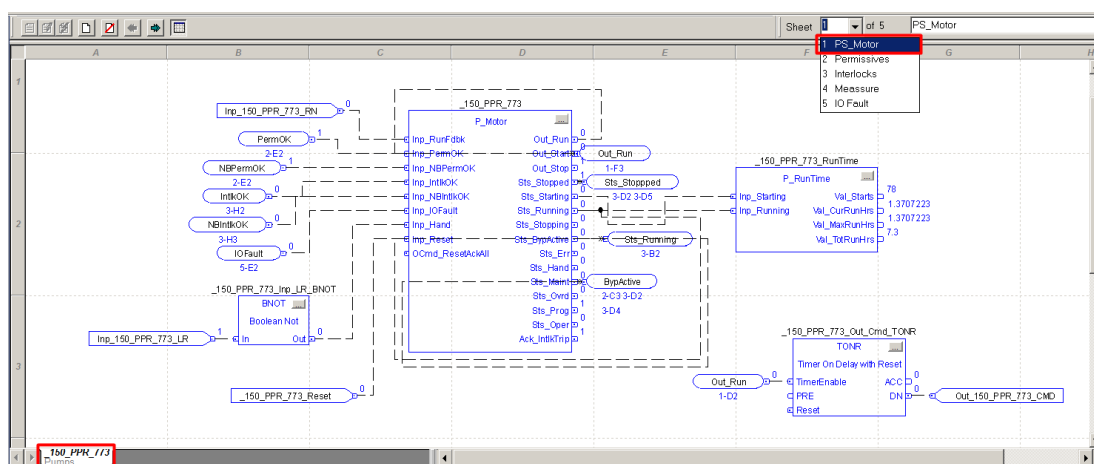 Sheet 1 of 5 PS_Motor
1 PS_Motor
2 Permissives
3 Interlocks
4 Meassure
5 IO Fault
A B C D E F G H
1
2
3
Inp_150_PPR_773_RN 0
PermOK 1
2-E2
NBPermOK 1
2-E2
IntlkOK 1
3-H2
NBIntlkOK 0
3-H3
IOFault 0
5-E2
_150_PPR_773_Inp_LR_BNOT
BNOT
Boolean Not
In Out
Inp_150_PPR_773_LR 1
0
_150_PPR_773_Reset 0
_150_PPR_773
P_Motor
Inp_RunFdbk Out_Run 0
Inp_PermOK Out_Start 0
Inp_NBPermOK Out_Stop 0
Inp_IntlkOK Sts_Stopped 1
Inp_NBIntlkOK Sts_Starting 0
Inp_IOFault Sts_Running 0
Inp_Hand Sts_Stopping 0
Inp_Reset Sts_BypActive 0
OCmd_ResetAckAll Sts_Err 0
Sts_Hand 0
Sts_Maint 0
Sts_Ovrd 0
Sts_Prog 1
Sts_Oper 0
Ack_IntlkTrip 1
Out_Run
1-F3
Sts_Stoppped
3-D2 3-D5
Sts_Running
3-B2
BypActive
2-C3 3-D2
3-D4
_150_PPR_773_RunTime
P_RunTime
Inp_Starting Val_Starts 78
Inp_Running Val_CurRunHrs 1.3707223
Val_MaxRunHrs 1.3707223
Val_TotRunHrs 7.3
_150_PPR_773_Out_Cmd_TONR
TONR
Timer On Delay with Reset
Out_Run 0
1-D2
TimerEnable ACC 0
PRE DN 0
Reset
Out_150_PPR_773_CMD
_150_PPR_773
Pumps